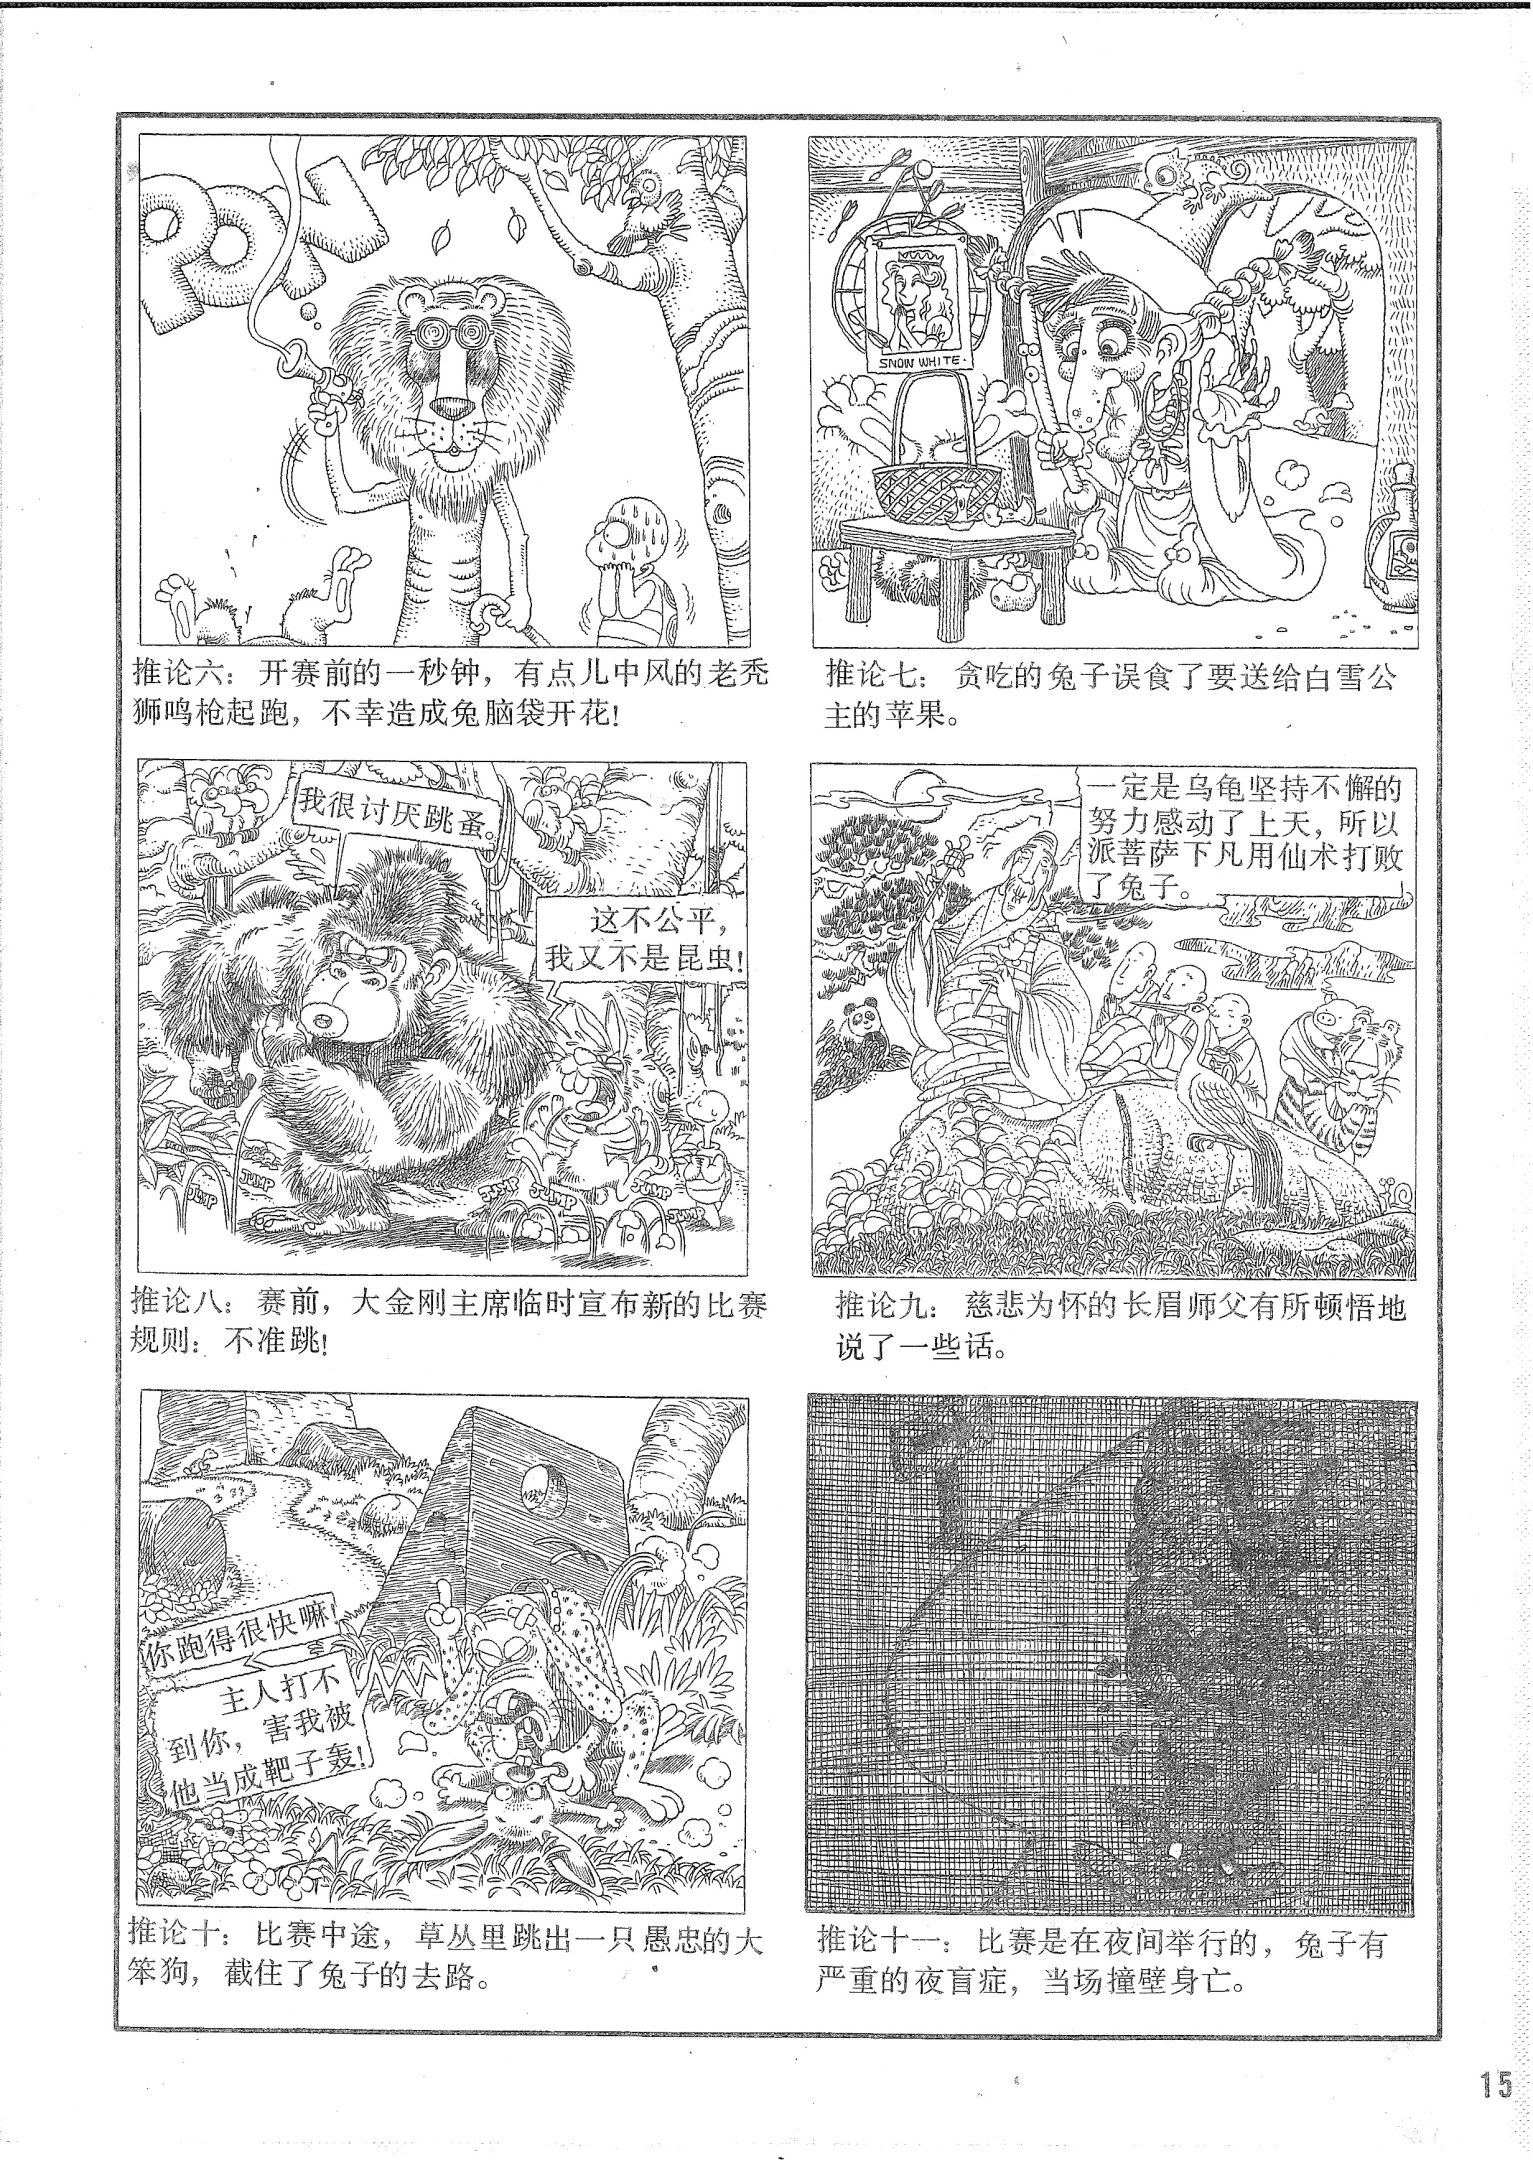 PON
推论六：开赛前的一秒钟，有点儿中风的老秃
狮鸣枪起跑，不幸造成兔脑袋开花！
SNOW WHITE.
推论七：贪吃的兔子误食了要送给白雪公
主的苹果。
我很讨厌跳蚤。
这不公平，
我又不是昆虫！
JUMP
JUMP
JUMP
JUMP
JUMP
JUMP
推论八：赛前，大金刚主席临时宣布新的比赛
规则：不准跳！
一定是乌龟坚持不懈的
努力感动了上天，所以
派菩萨下凡用仙术打败
了兔子。
推论九：慈悲为怀的长眉师父有所顿悟地
说了一些话。
你跑得很快嘛！
主人打不
到你，害我被
他当成靶子轰！
推论十：比赛中途，草丛里跳出一只愚忠的大
笨狗，截住了兔子的去路。
推论十一：比赛是在夜间举行的，兔子有
严重的夜盲症，当场撞壁身亡。
15